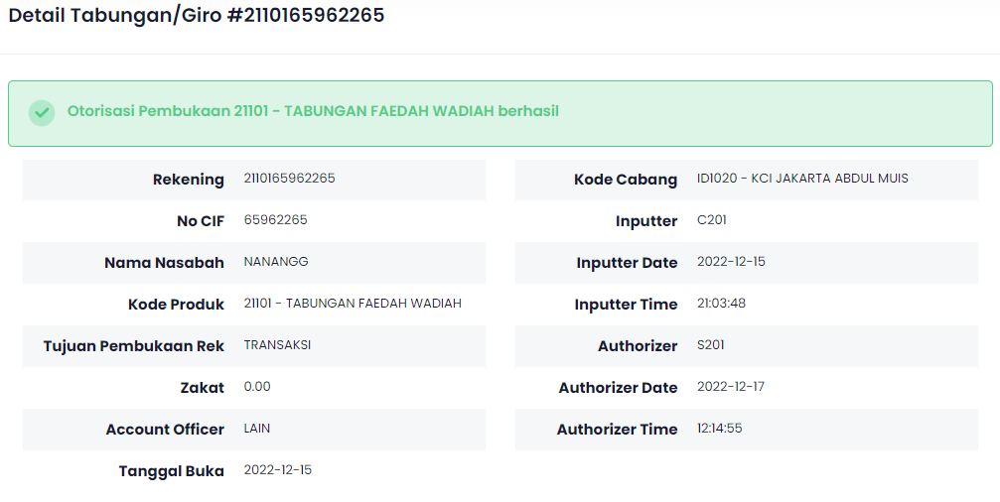 Detail Tabungan/Giro #2110165962265
Otorisasi Pembukaan 21101 - TABUNGAN FAEDAH WADIAH berhasil
Rekening 2110165962265
No CIF 65962265
Nama Nasabah NANANGG
Kode Produk 21101 - TABUNGAN FAEDAH WADIAH
Tujuan Pembukaan Rek TRANSAKSI
Zakat 0.00
Account Officer LAIN
Tanggal Buka 2022-12-15
Kode Cabang ID1020 - KCI JAKARTA ABDUL MUIS
Inputter C201
Inputter Date 2022-12-15
Inputter Time 21:03:48
Authorizer S201
Authorizer Date 2022-12-17
Authorizer Time 12:14:55